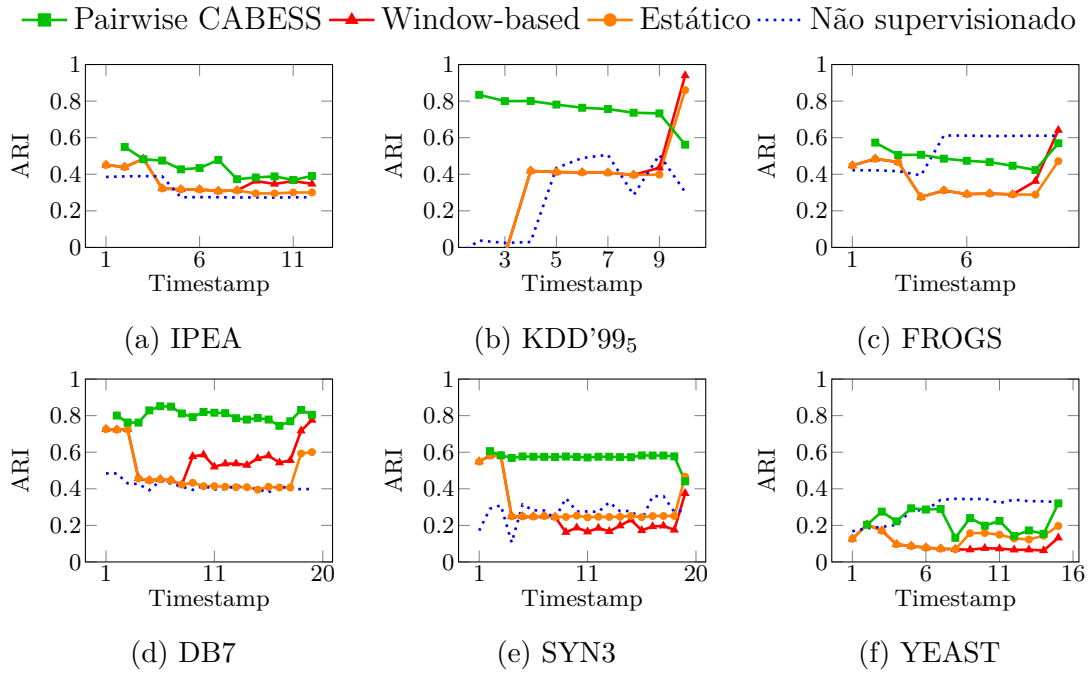 Pairwise CABESS Window-based Estático Não supervisionado
1
0.8
0.6
0.4
0.2
0
ARI
1 6 11
Timestamp
(a) IPEA
1
0.8
0.6
0.4
0.2
0
ARI
3 5 7 9
Timestamp
(b) KDD'99₅
1
0.8
0.6
0.4
0.2
0
ARI
1 6
Timestamp
(c) FROGS
1
0.8
0.6
0.4
0.2
0
ARI
1 11 20
Timestamp
(d) DB7
1
0.8
0.6
0.4
0.2
0
ARI
1 11 20
Timestamp
(e) SYN3
1
0.8
0.6
0.4
0.2
0
ARI
1 6 11 16
Timestamp
(f) YEAST